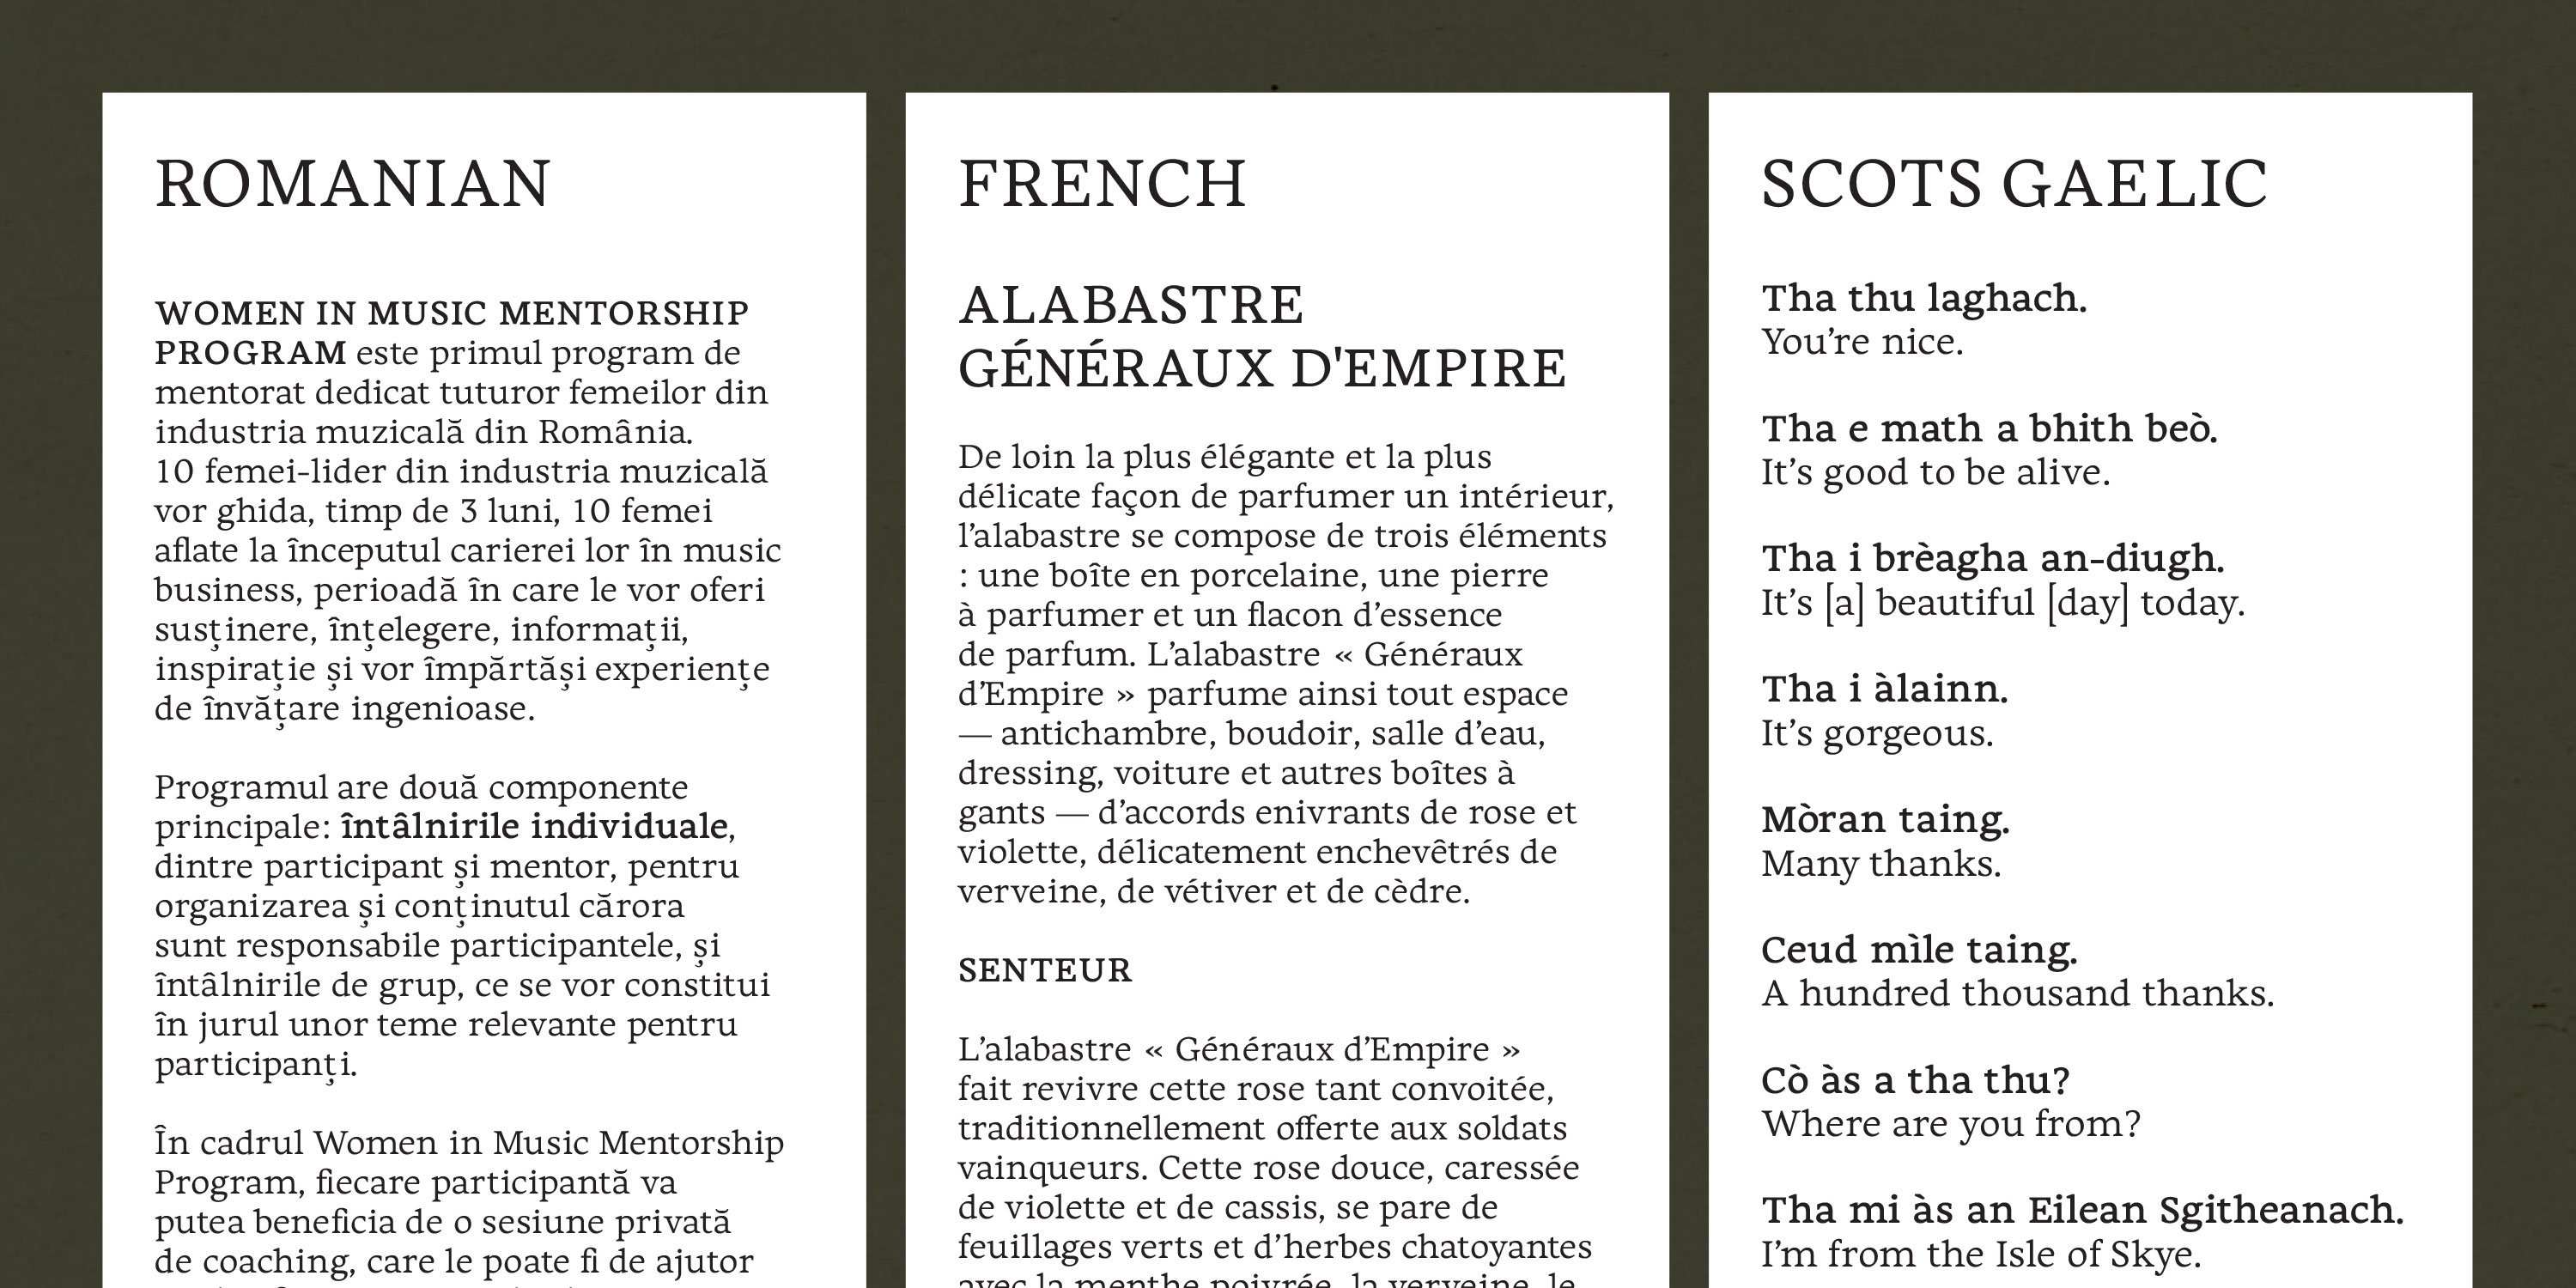 ROMANIAN
WOMEN IN MUSIC MENTORSHIP
PROGRAM este primul program de
mentorat dedicat tuturor femeilor din
industria muzicală din România.
10 femei-lider din industria muzicală
vor ghida, timp de 3 luni, 10 femei
aflate la începutul carierei lor în music
business, perioadă în care le vor oferi
susținere, înțelegere, informații,
inspirație și vor împărtăși experiențe
de învățare ingenioase.
Programul are două componente
principale: întâlnirile individuale,
dintre participant și mentor, pentru
organizarea și conținutul cărora
sunt responsabile participantele, și
întâlnirile de grup, ce se vor constitui
în jurul unor teme relevante pentru
participanți.
În cadrul Women in Music Mentorship
Program, fiecare participantă va
putea beneficia de o sesiune privată
de coaching, care le poate fi de ajutor
FRENCH
ALABASTRE
GÉNÉRAUX D'EMPIRE
De loin la plus élégante et la plus
délicate façon de parfumer un intérieur,
l’alabastre se compose de trois éléments
: une boîte en porcelaine, une pierre
à parfumer et un flacon d’essence
de parfum. L’alabastre « Généraux
d’Empire » parfume ainsi tout espace
— antichambre, boudoir, salle d’eau,
dressing, voiture et autres boîtes à
gants — d’accords enivrants de rose et
violette, délicatement enchevêtrés de
verveine, de vétiver et de cèdre.
SENTEUR
L’alabastre « Généraux d’Empire »
fait revivre cette rose tant convoitée,
traditionnellement offerte aux soldats
vainqueurs. Cette rose douce, caressée
de violette et de cassis, se pare de
feuillages verts et d’herbes chatoyantes
avec la menthe poivrée, la verveine, le
SCOTS GAELIC
Tha thu laghach.
You’re nice.
Tha e math a bhith beò.
It’s good to be alive.
Tha i brèagha an-diugh.
It’s [a] beautiful [day] today.
Tha i àlainn.
It’s gorgeous.
Mòran taing.
Many thanks.
Ceud mìle taing.
A hundred thousand thanks.
Cò às a tha thu?
Where are you from?
Tha mi às an Eilean Sgitheanach.
I’m from the Isle of Skye.